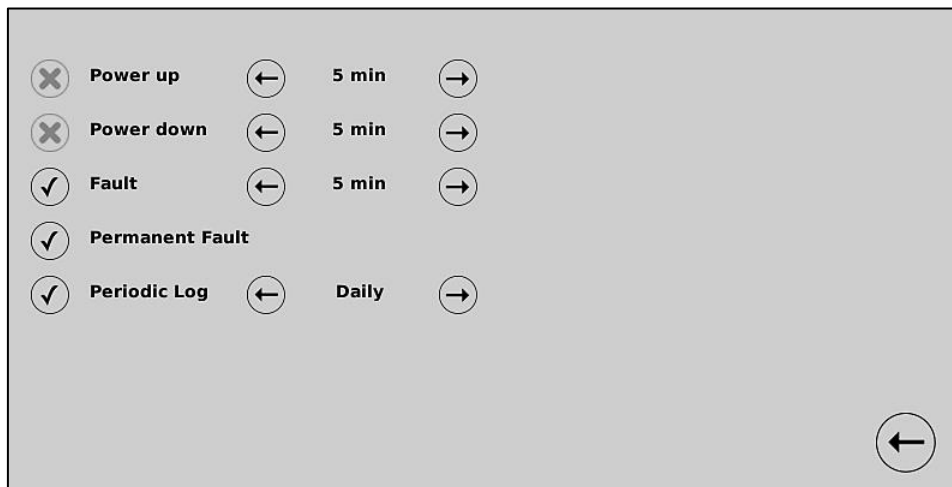 Power up 5 min
Power down 5 min
Fault 5 min
Permanent Fault
Periodic Log Daily